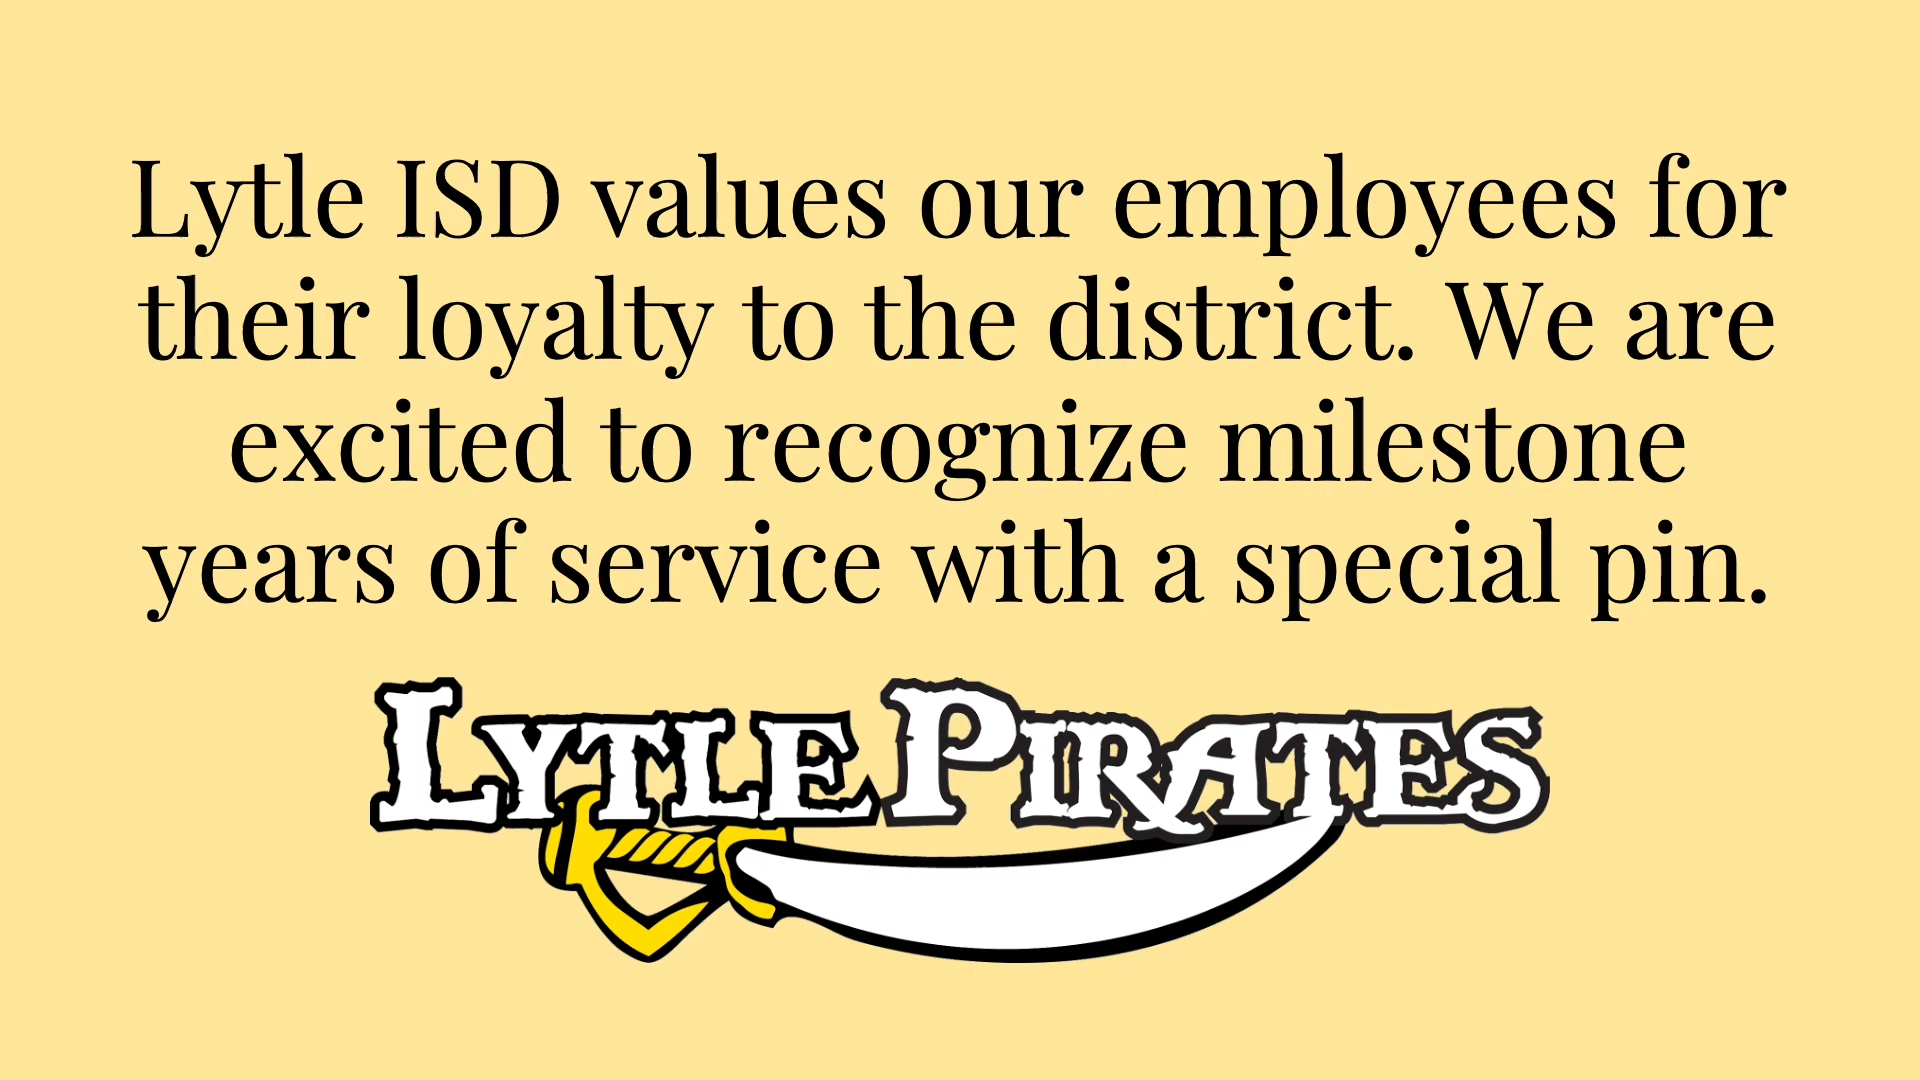 Lytle ISD values our employees for
their loyalty to the district. We are
excited to recognize milestone
years of service with a special pin.
LYTLE PIRATES